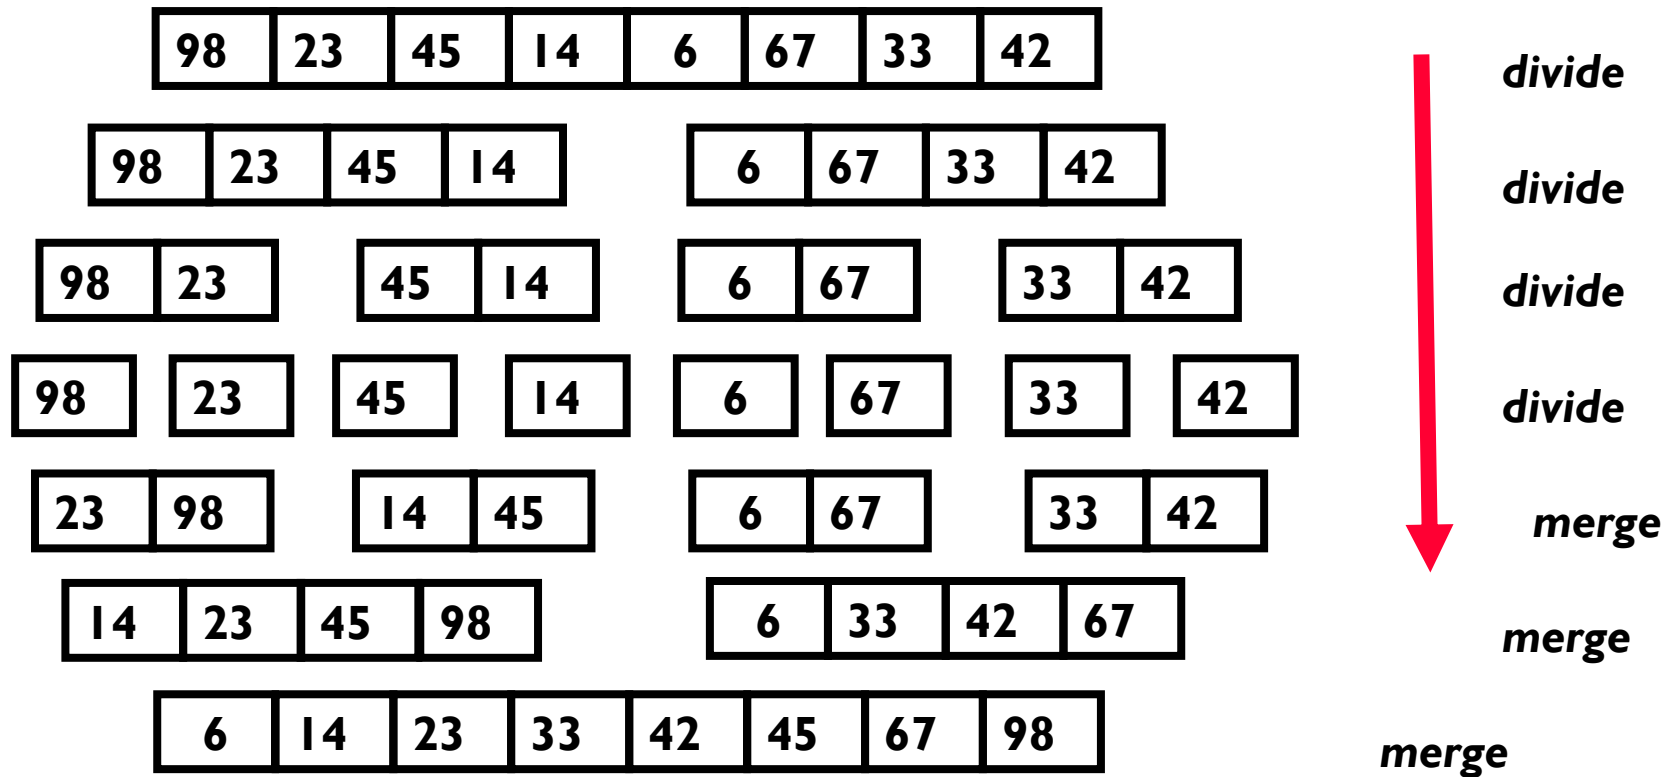 98 23 45 14 6 67 33 42 divide
98 23 45 14 6 67 33 42 divide
98 23 45 14 6 67 33 42 divide
98 23 45 14 6 67 33 42 divide
23 98 14 45 6 67 33 42 merge
14 23 45 98 6 33 42 67 merge
6 14 23 33 42 45 67 98 merge